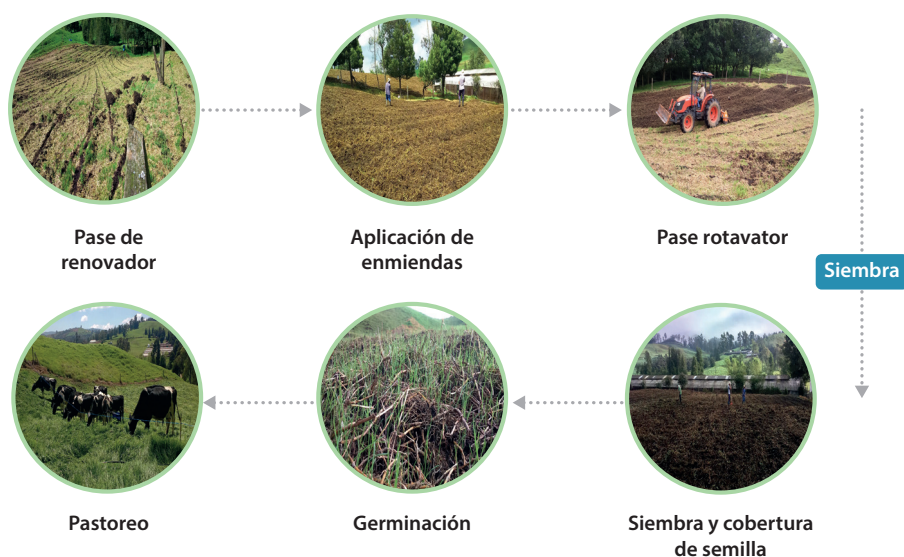 Pase de
renovador
Aplicación de
enmiendas
Pase rotavator
Siembra
Siembra y cobertura
de semilla
Germinación
Pastoreo